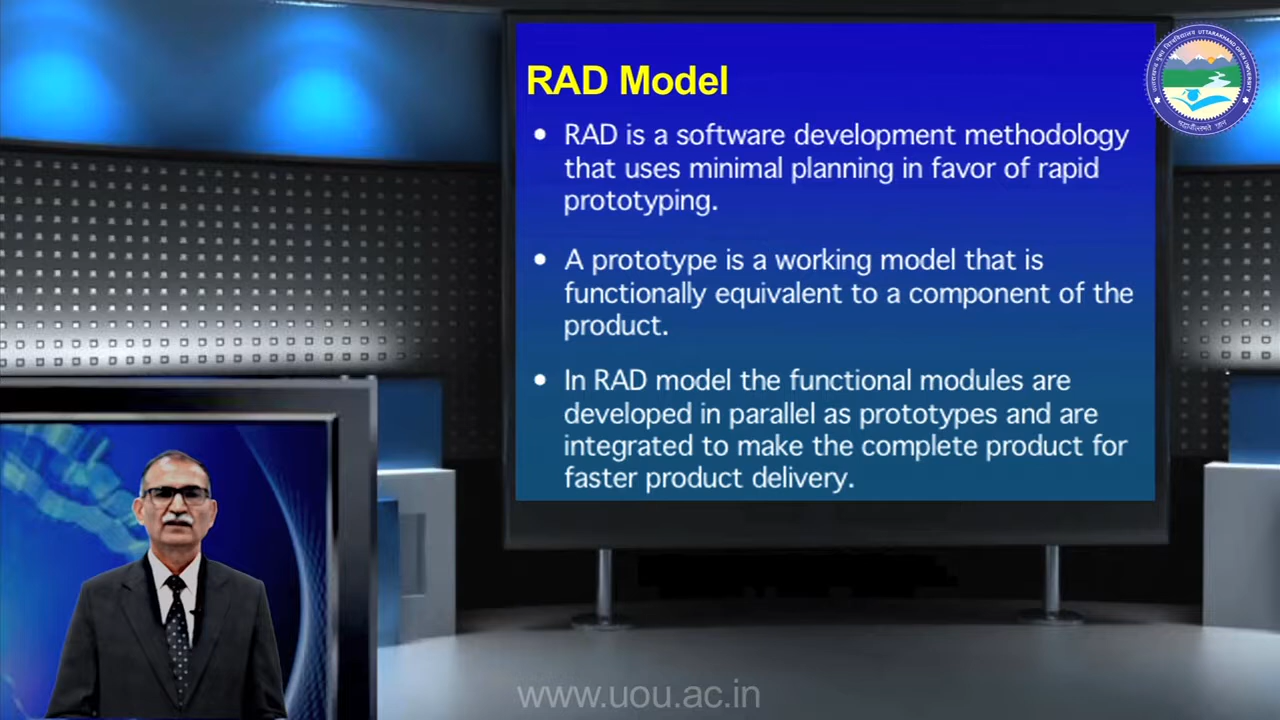 RAD Model
• RAD is a software development methodology
that uses minimal planning in favor of rapid
prototyping.
• A prototype is a working model that is
functionally equivalent to a component of the
product.
• In RAD model the functional modules are
developed in parallel as prototypes and are
integrated to make the complete product for
faster product delivery.
UTTARAKHAND OPEN UNIVERSITY
www.uou.ac.in